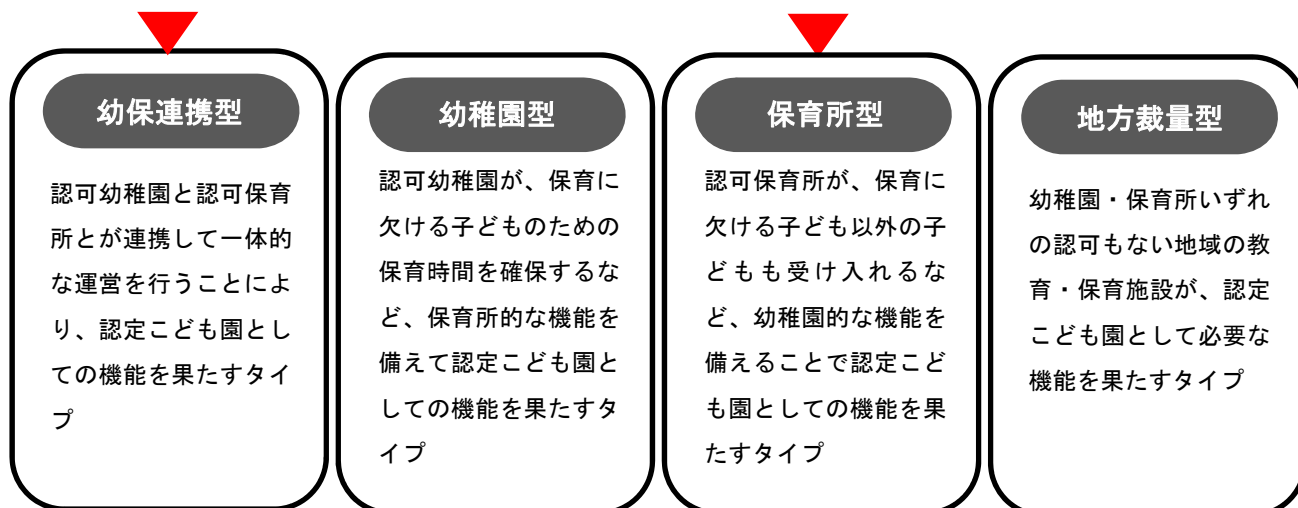 幼保連携型
認可幼稚園と認可保育
所とが連携して一体的
な運営を行うことによ
り、認定こども園とし
ての機能を果たすタイ
プ
幼稚園型
認可幼稚園が、保育に
欠ける子どものための
保育時間を確保するな
ど、保育所的な機能を
備えて認定こども園と
しての機能を果たすタ
イプ
保育所型
認可保育所が、保育に
欠ける子ども以外の子
どもも受け入れるな
ど、幼稚園的な機能を
備えることで認定こど
も園としての機能を果
たすタイプ
地方裁量型
幼稚園・保育所いずれ
の認可もない地域の教
育・保育施設が、認定
こども園として必要な
機能を果たすタイプ